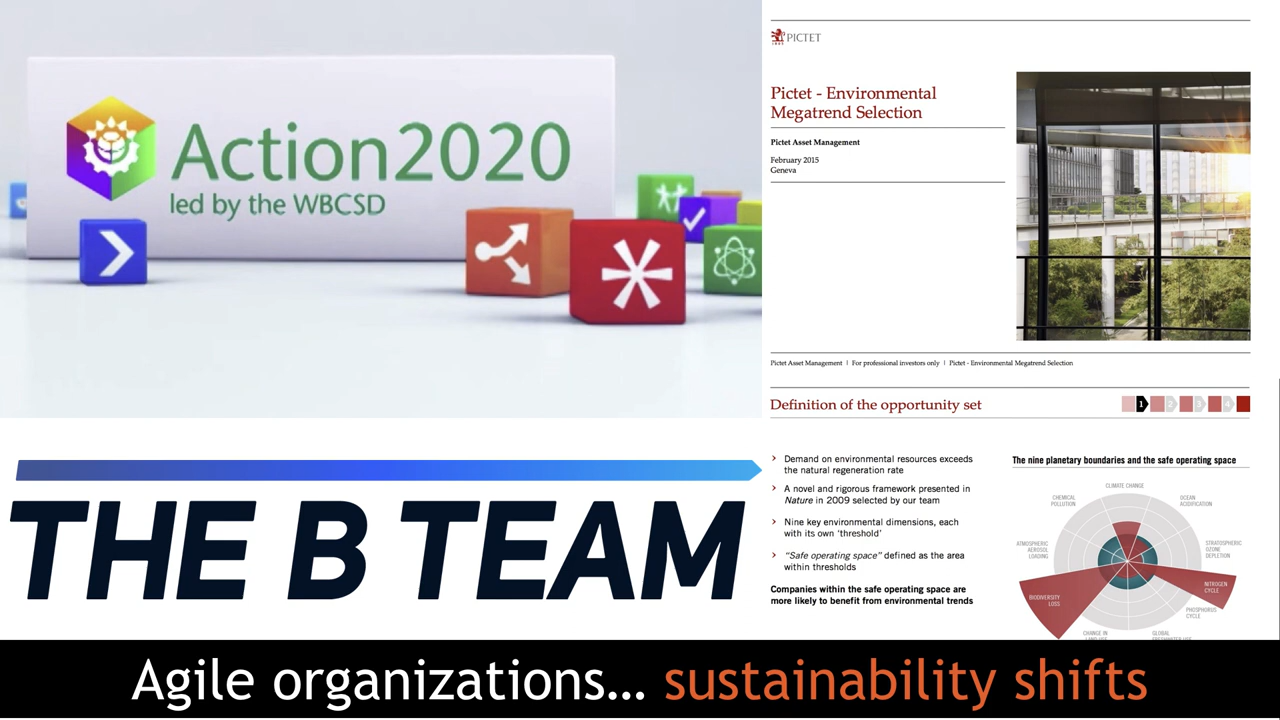 Action2020
led by the WBCSD
PICTET
Pictet - Environmental
Megatrend Selection
Pictet Asset Management
February 2015
Geneva
Pictet Asset Management | For professional investors only | Pictet - Environmental Megatrend Selection
Definition of the opportunity set
1 2 3 4
› Demand on environmental resources exceeds
the natural regeneration rate
› A novel and rigorous framework presented in
Nature in 2009 selected by our team
› Nine key environmental dimensions, each
with its own ‘threshold’
› “Safe operating space” defined as the area
within thresholds
Companies within the safe operating space are
more likely to benefit from environmental trends
The nine planetary boundaries and the safe operating space
CLIMATE CHANGE
CHEMICAL
POLLUTION
OCEAN
ACIDIFICATION
ATMOSPHERIC
AEROSOL
LOADING
STRATOSPHERIC
OZONE
DEPLETION
NITROGEN
CYCLE
BIODIVERSITY
LOSS
PHOSPHORUS
CYCLE
CHANGE IN
GLOBAL
THE B TEAM
Agile organizations... sustainability shifts